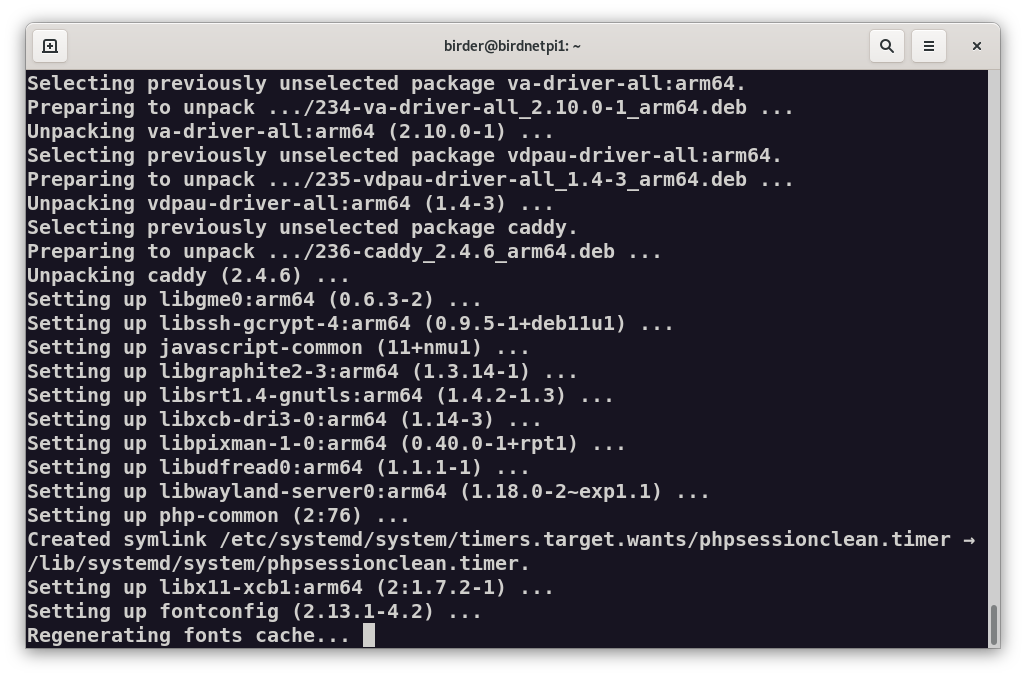 birder@birdnetpi1: ~
Selecting previously unselected package va-driver-all:arm64.
Preparing to unpack .../234-va-driver-all_2.10.0-1_arm64.deb ...
Unpacking va-driver-all:arm64 (2.10.0-1) ...
Selecting previously unselected package vdpau-driver-all:arm64.
Preparing to unpack .../235-vdpau-driver-all_1.4-3_arm64.deb ...
Unpacking vdpau-driver-all:arm64 (1.4-3) ...
Selecting previously unselected package caddy.
Preparing to unpack .../236-caddy_2.4.6_arm64.deb ...
Unpacking caddy (2.4.6) ...
Setting up libgme0:arm64 (0.6.3-2) ...
Setting up libssh-gcrypt-4:arm64 (0.9.5-1+deb11u1) ...
Setting up javascript-common (11+nmu1) ...
Setting up libgraphite2-3:arm64 (1.3.14-1) ...
Setting up libsrt1.4-gnutls:arm64 (1.4.2-1.3) ...
Setting up libxcb-dri3-0:arm64 (1.14-3) ...
Setting up libpixman-1-0:arm64 (0.40.0-1+rpt1) ...
Setting up libudfread0:arm64 (1.1.1-1) ...
Setting up libwayland-server0:arm64 (1.18.0-2~exp1.1) ...
Setting up php-common (2:76) ...
Created symlink /etc/systemd/system/timers.target.wants/phpsessionclean.timer →
/lib/systemd/system/phpsessionclean.timer.
Setting up libx11-xcb1:arm64 (2:1.7.2-1) ...
Setting up fontconfig (2.13.1-4.2) ...
Regenerating fonts cache...